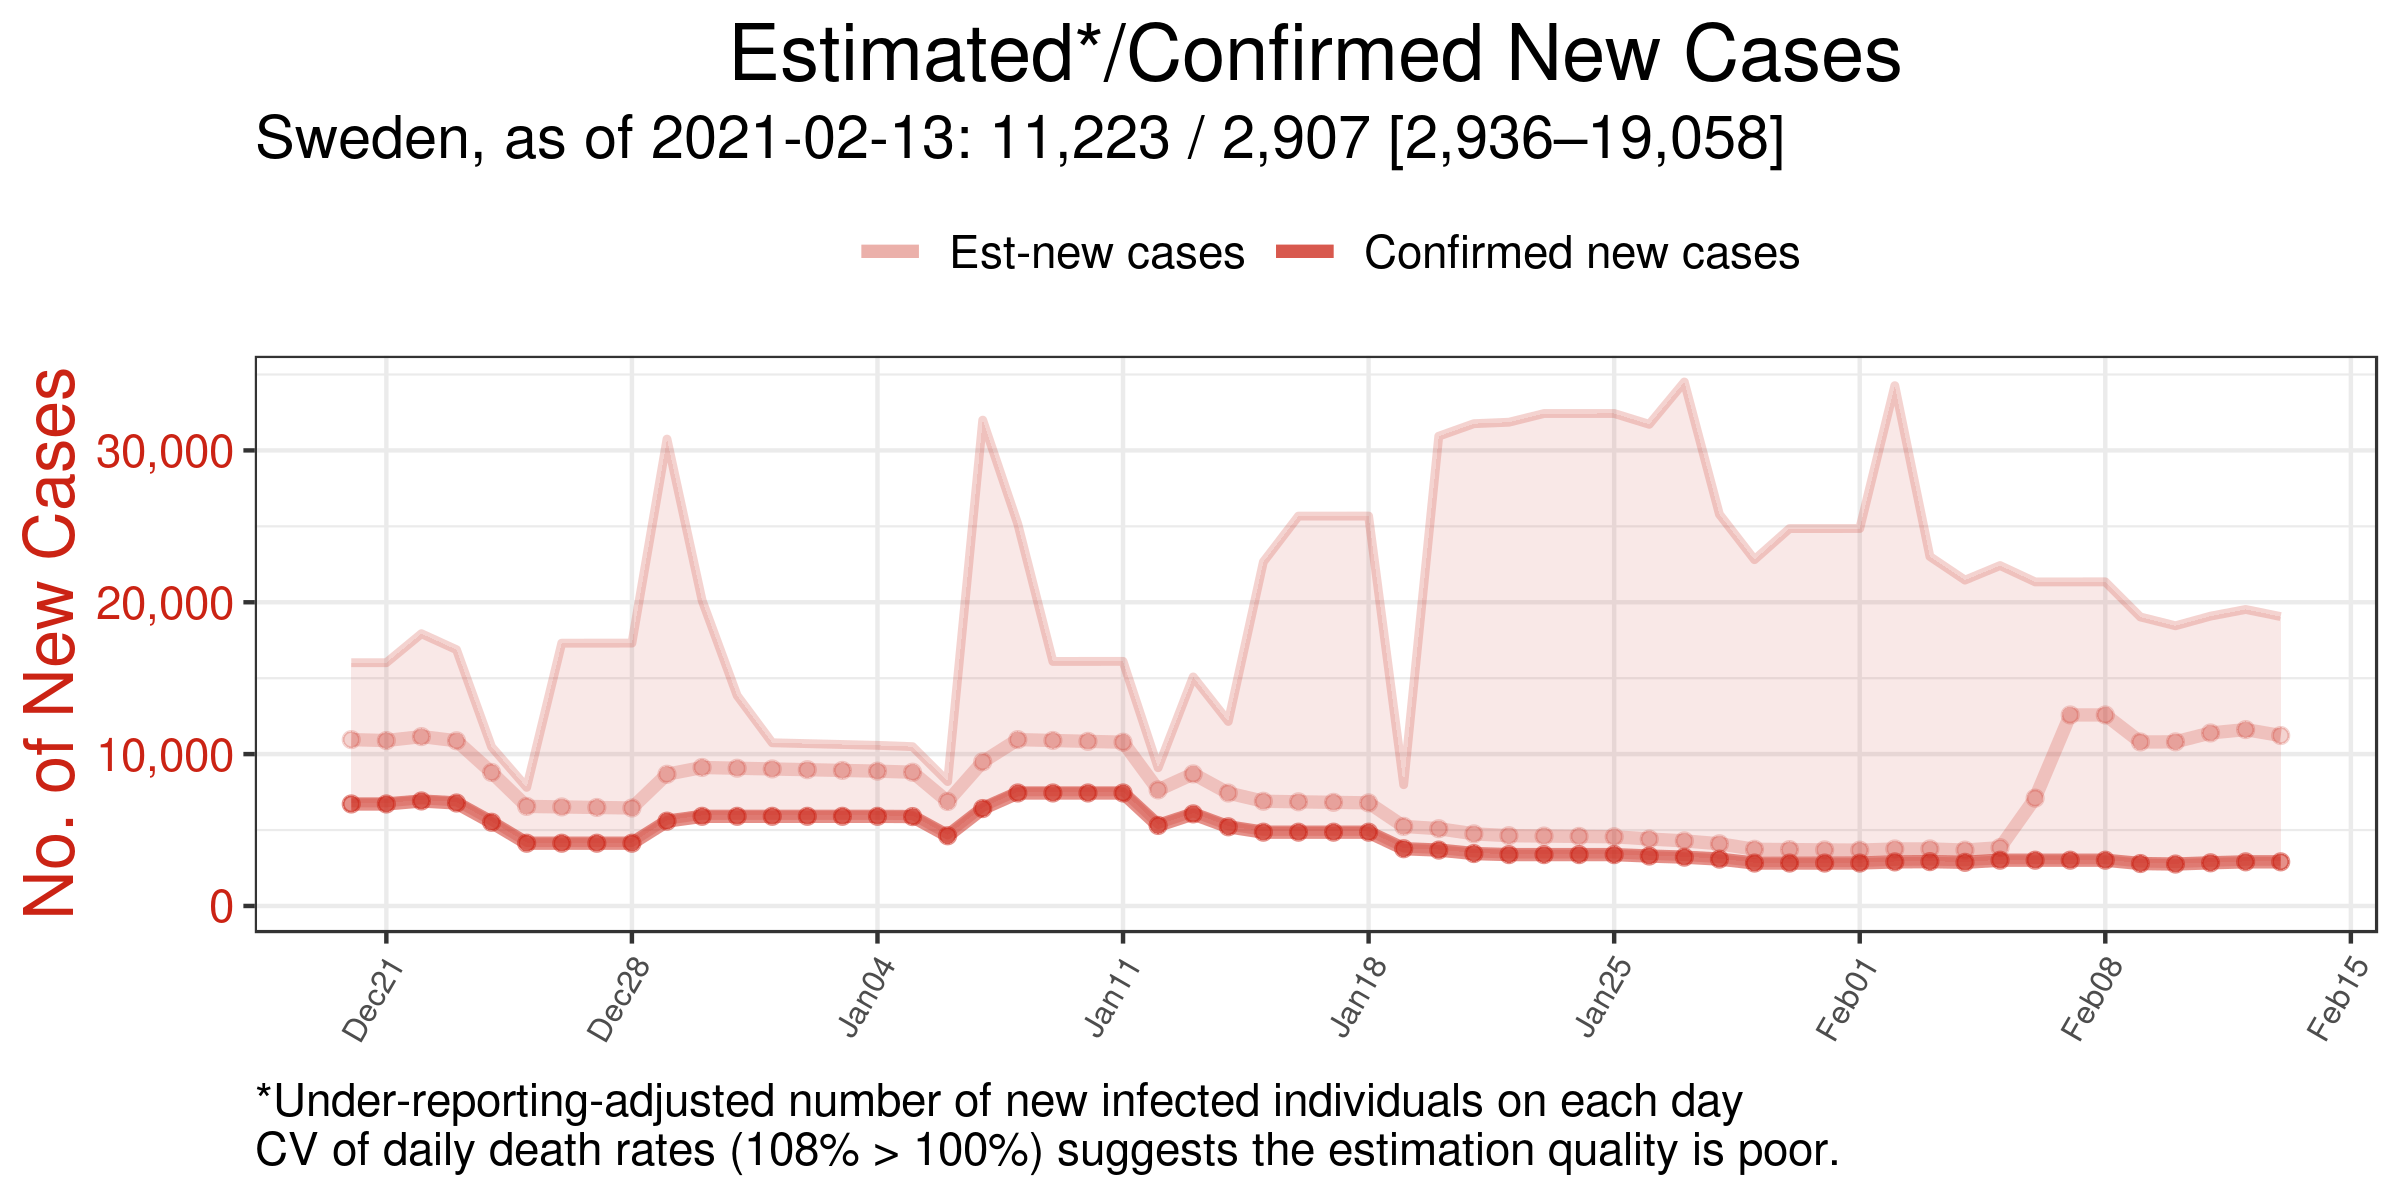 Estimated*/Confirmed New Cases
Sweden, as of 2021-02-13: 11,223 / 2,907 [2,936–19,058]
Est-new cases
Confirmed new cases
No. of New Cases
30,000
20,000
10,000
0
Dec21
Dec28
Jan04
Jan11
Jan18
Jan25
Feb01
Feb08
Feb15
*Under-reporting-adjusted number of new infected individuals on each day
CV of daily death rates (108% > 100%) suggests the estimation quality is poor.